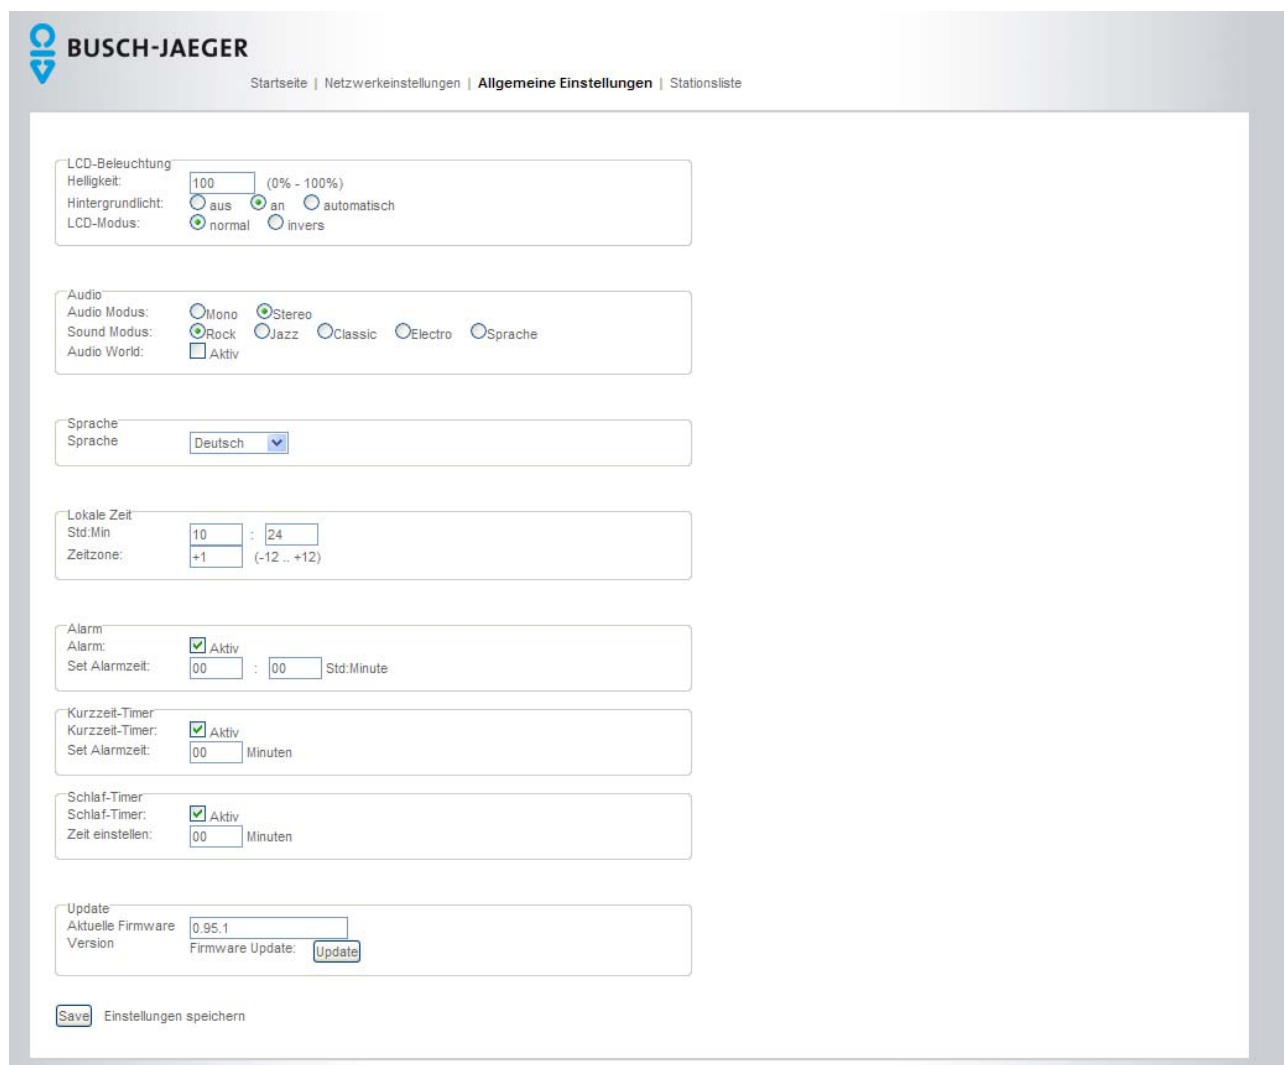 BUSCH-JAEGER
Startseite | Netzwerkeinstellungen | Allgemeine Einstellungen | Stationsliste
LCD-Beleuchtung
Helligkeit: 100 (0% - 100%)
Hintergrundlicht: aus an automatisch
LCD-Modus: normal invers
Audio
Audio Modus: Mono Stereo
Sound Modus: Rock Jazz Classic Electro Sprache
Audio World: Aktiv
Sprache
Sprache Deutsch
Lokale Zeit
Std:Min 10 : 24
Zeitzone: +1 (-12 .. +12)
Alarm
Alarm: Aktiv
Set Alarmzeit: 00 : 00 Std:Minute
Kurzzeit-Timer
Kurzzeit-Timer: Aktiv
Set Alarmzeit: 00 Minuten
Schlaf-Timer
Schlaf-Timer: Aktiv
Zeit einstellen: 00 Minuten
Update
Aktuelle Firmware 0.95.1
Version Firmware Update: Update
Save Einstellungen speichern